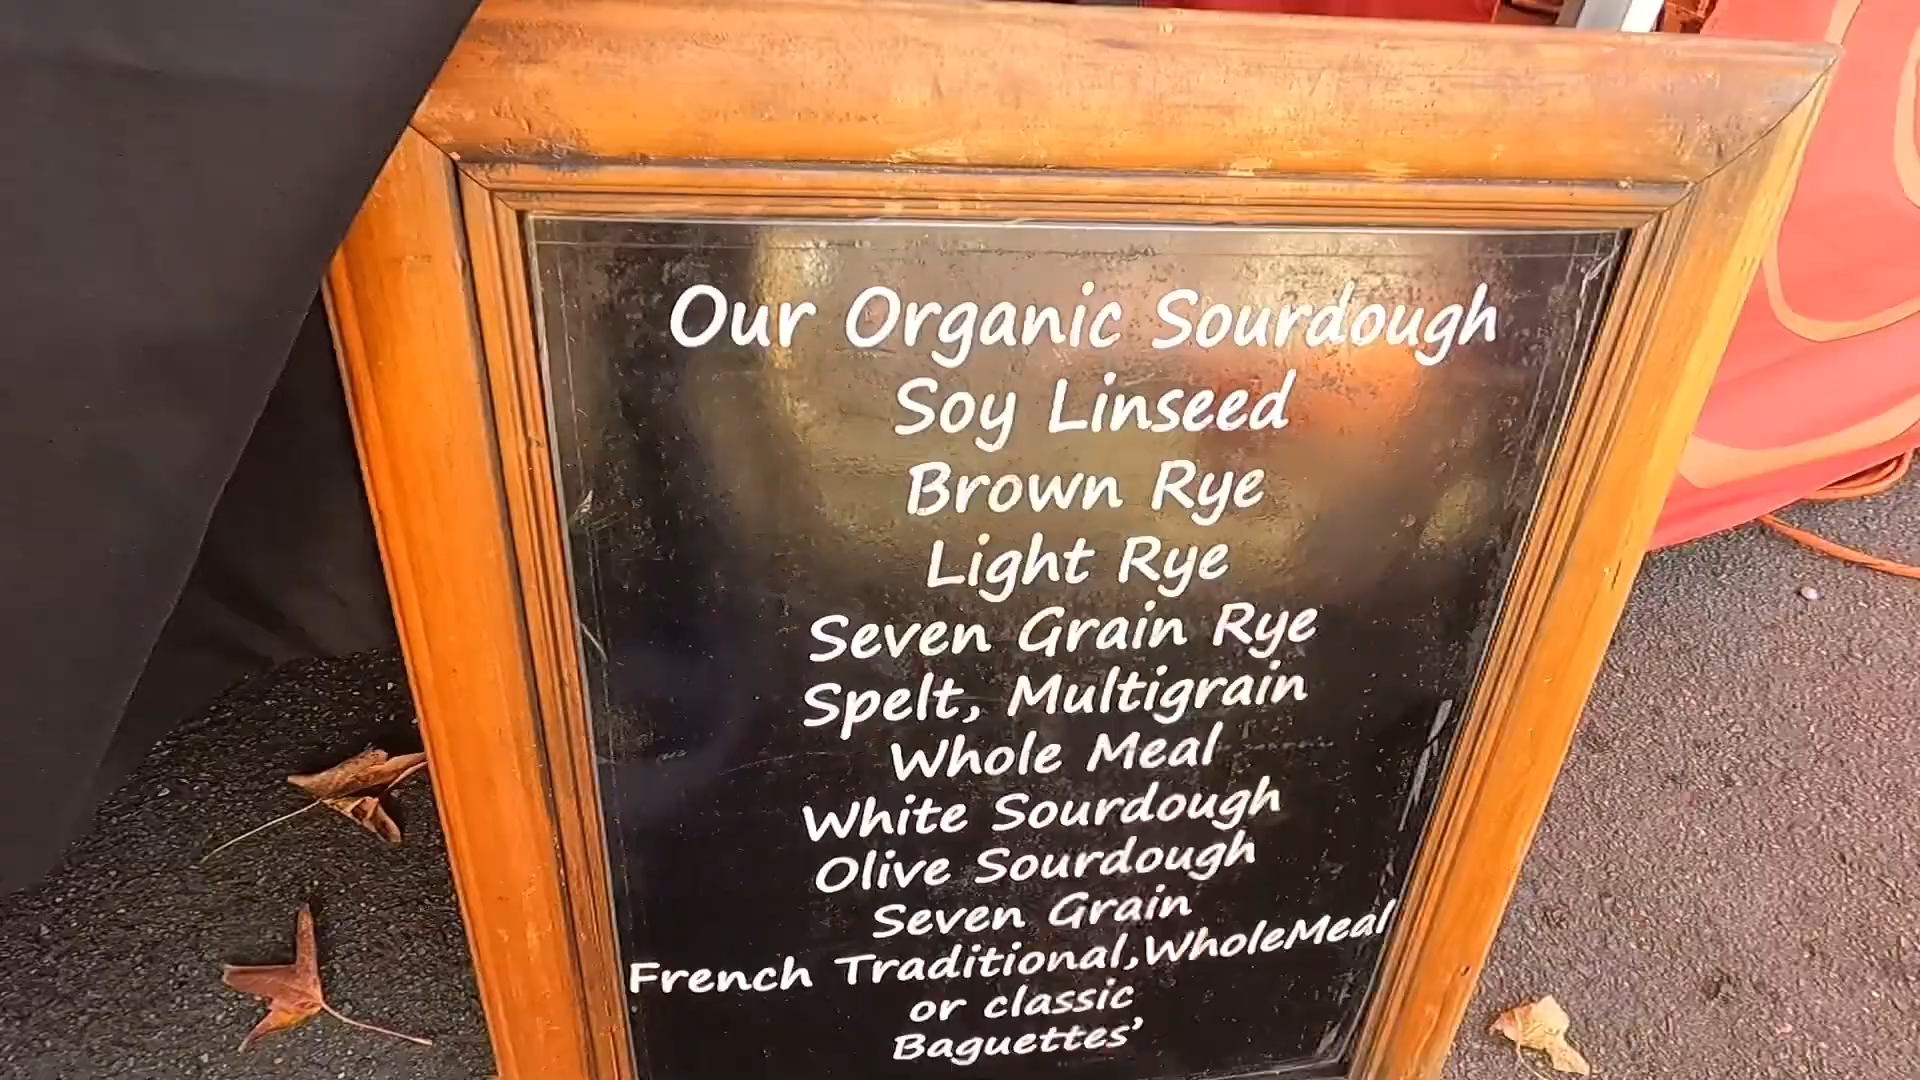 Our Organic Sourdough
Soy Linseed
Brown Rye
Light Rye
Seven Grain Rye
Spelt, Multigrain
Whole Meal
White Sourdough
Olive Sourdough
Seven Grain
French Traditional,WholeMeal
or classic
Baguettes’